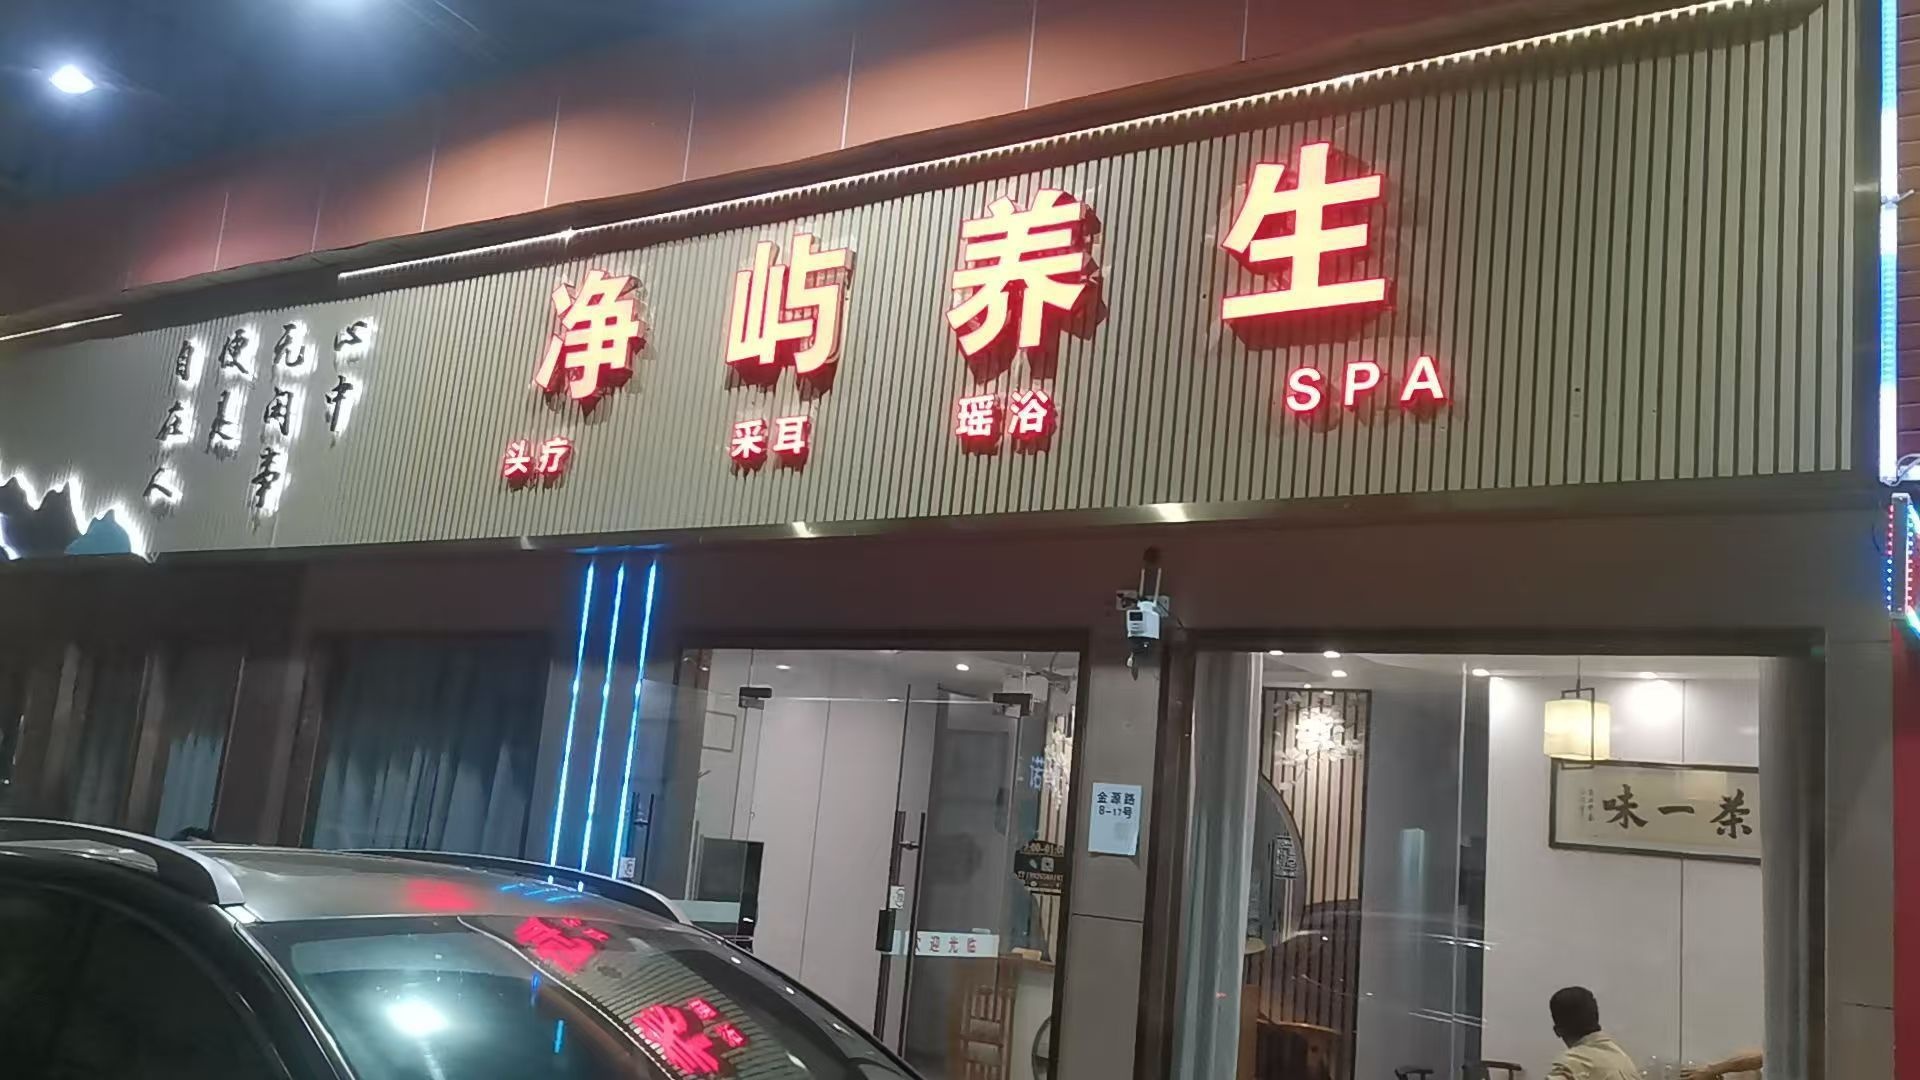 净屿养生
头疗 采耳 瑶浴 SPA
心中
无闲事
便是
自在人
金源路
8-17号
茶一味
欢迎光临